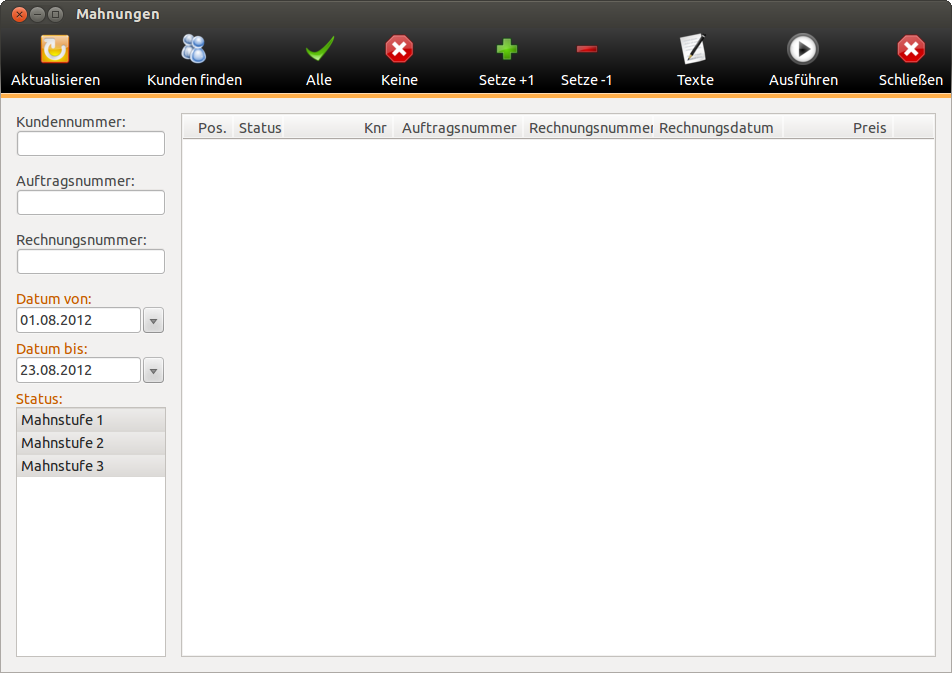 Mahnungen
Aktualisieren Kunden finden Alle Keine Setze +1 Setze -1 Texte Ausführen Schließen
Kundennummer:
Auftragsnummer:
Rechnungsnummer:
Datum von:
01.08.2012
Datum bis:
23.08.2012
Status:
Mahnstufe 1
Mahnstufe 2
Mahnstufe 3
Pos. Status Knr Auftragsnummer Rechnungsnummer Rechnungsdatum Preis